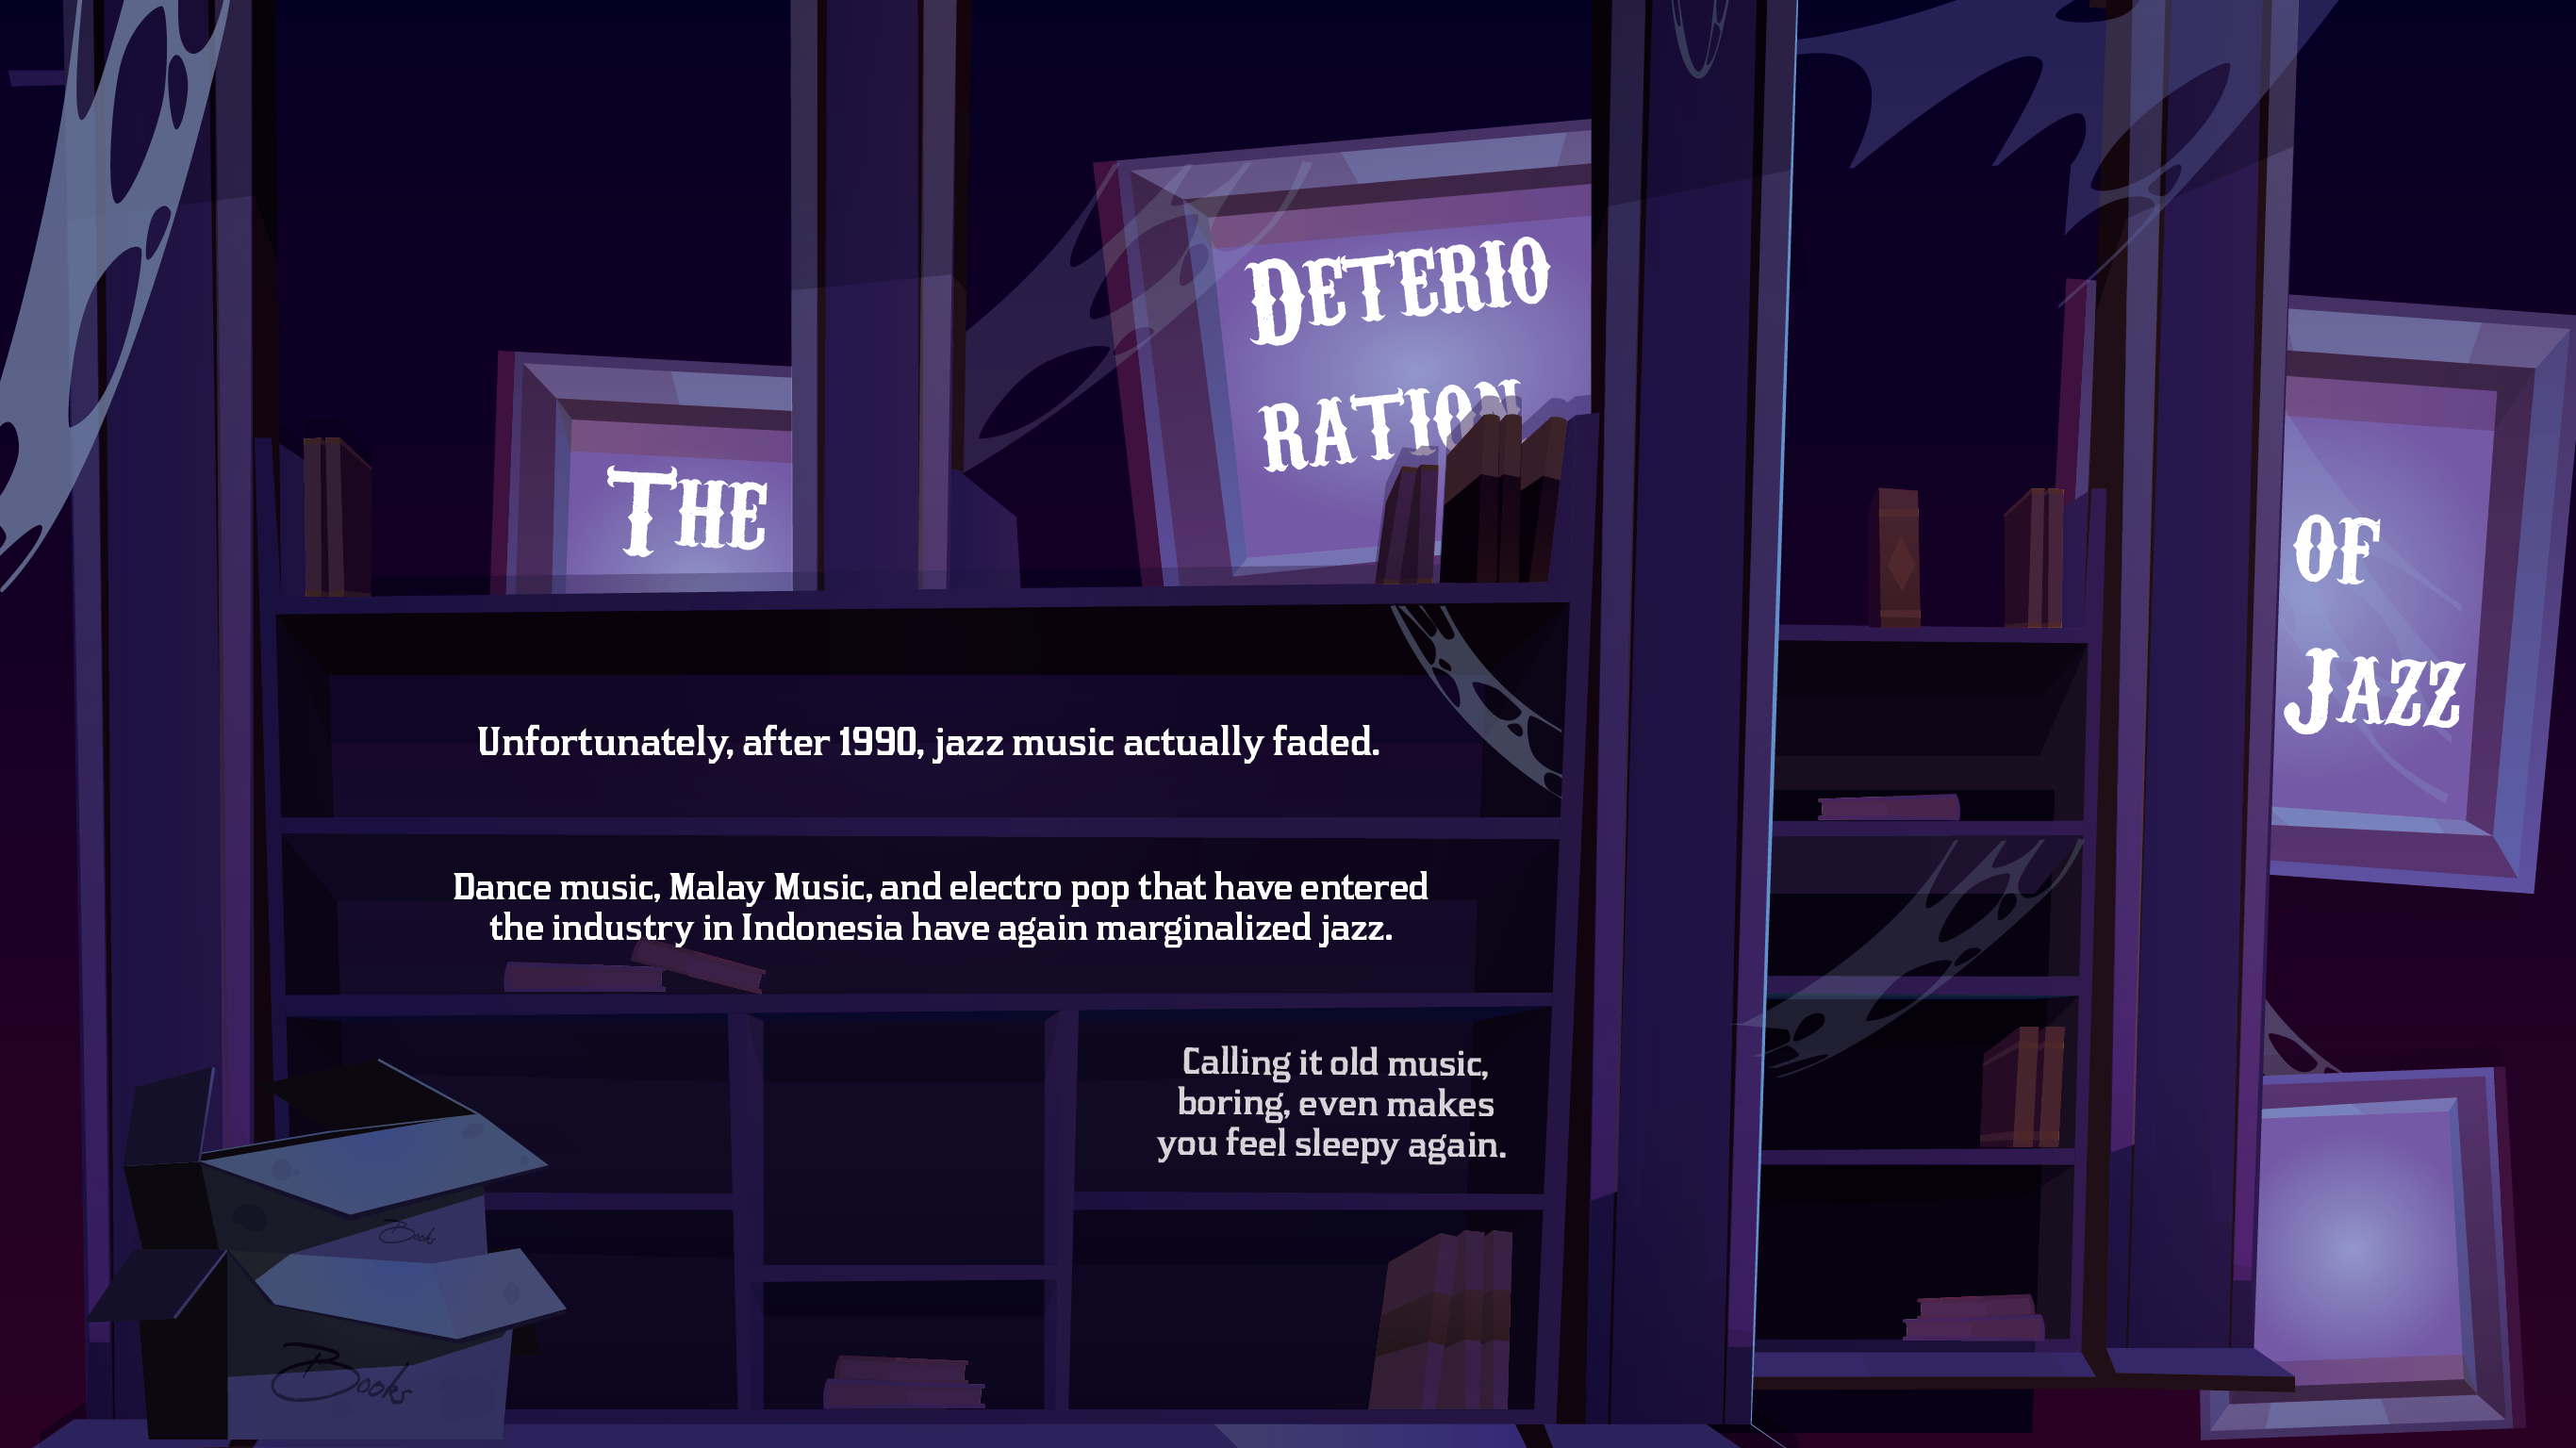 The
Deterio
ration
of
Jazz
Unfortunately, after 1990, jazz music actually faded.
Dance music, Malay Music, and electro pop that have entered
the industry in Indonesia have again marginalized jazz.
Calling it old music,
boring, even makes
you feel sleepy again.
Books
Books